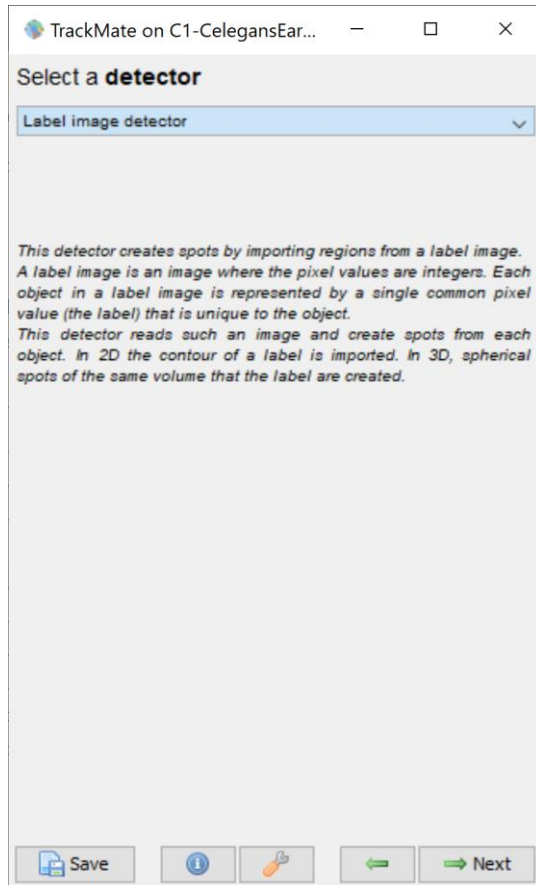 TrackMate on C1-CelegansEar...
Select a detector
Label image detector
This detector creates spots by importing regions from a label image.
A label image is an image where the pixel values are integers. Each
object in a label image is represented by a single common pixel
value (the label) that is unique to the object.
This detector reads such an image and create spots from each
object. In 2D the contour of a label is imported. In 3D, spherical
spots of the same volume that the label are created.
Save
Next